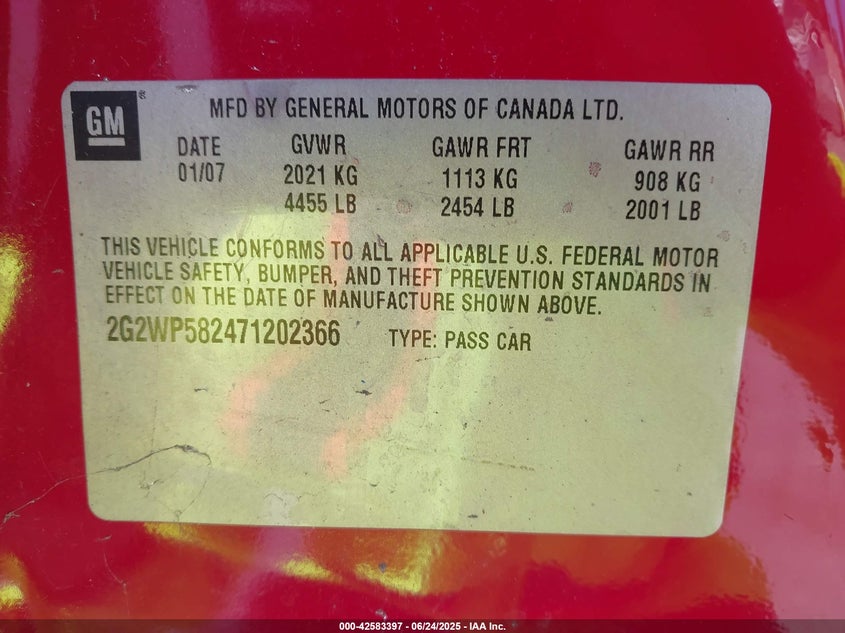 GM ®
MFD BY GENERAL MOTORS OF CANADA LTD.
DATE GVWR GAWR FRT GAWR RR
01/07 2021 KG 1113 KG 908 KG
4455 LB 2454 LB 2001 LB
THIS VEHICLE CONFORMS TO ALL APPLICABLE U.S. FEDERAL MOTOR
VEHICLE SAFETY, BUMPER, AND THEFT PREVENTION STANDARDS IN
EFFECT ON THE DATE OF MANUFACTURE SHOWN ABOVE.
2G2WP582471202366 TYPE: PASS CAR
000-42583397 - 06/24/2025 - IAA Inc.